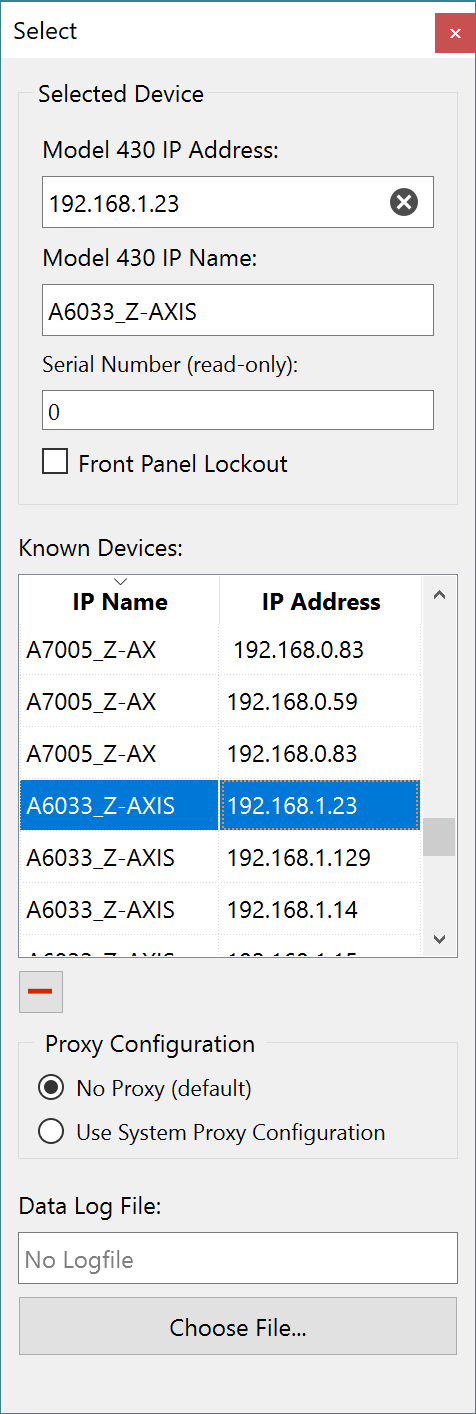 Select
Selected Device
Model 430 IP Address:
192.168.1.23
Model 430 IP Name:
A6033_Z-AXIS
Serial Number (read-only):
0
Front Panel Lockout
Known Devices:
IP Name IP Address
A7005_Z-AX 192.168.0.83
A7005_Z-AX 192.168.0.59
A7005_Z-AX 192.168.0.83
A6033_Z-AXIS 192.168.1.23
A6033_Z-AXIS 192.168.1.129
A6033_Z-AXIS 192.168.1.14
Proxy Configuration
No Proxy (default)
Use System Proxy Configuration
Data Log File:
No Logfile
Choose File...